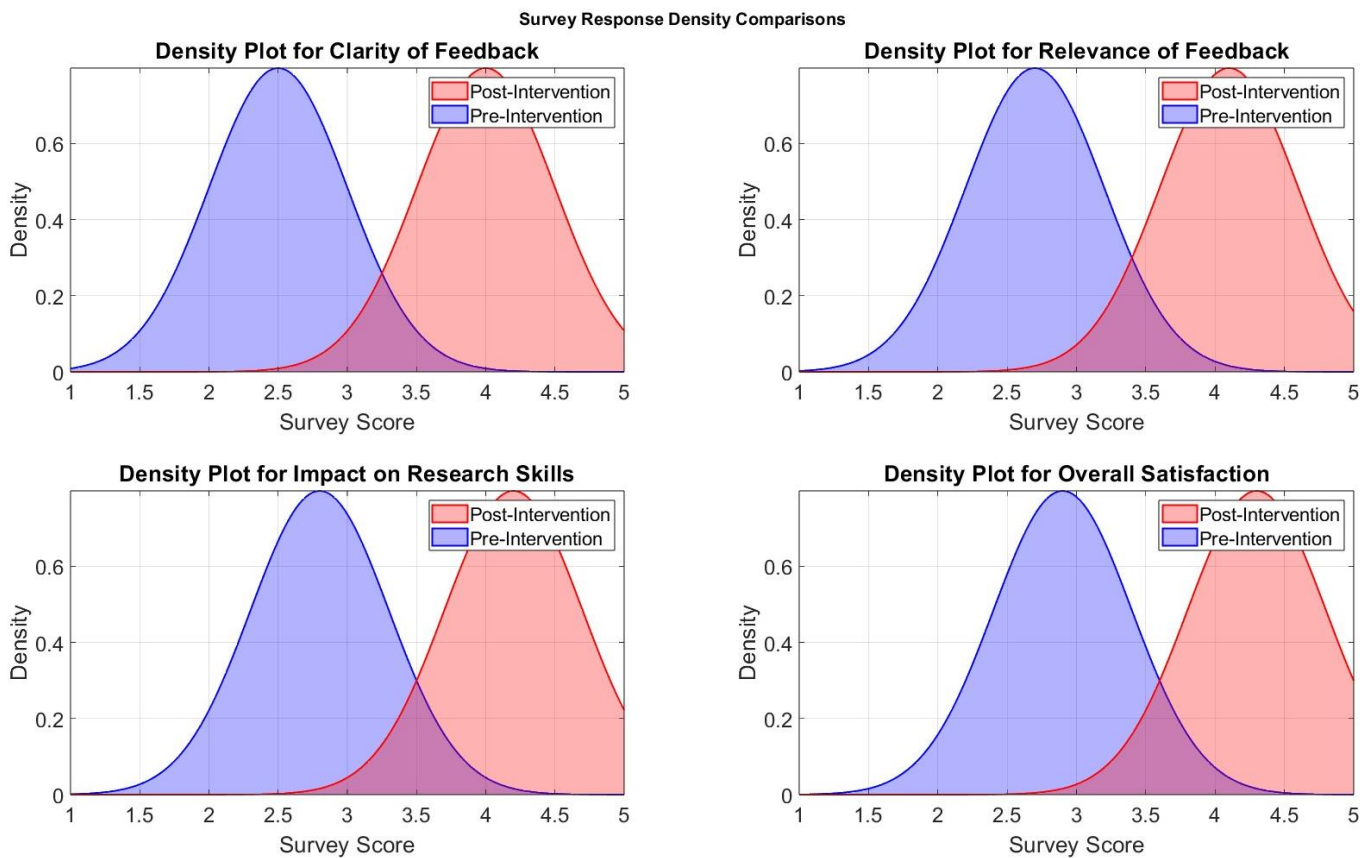 Survey Response Density Comparisons
Density Plot for Clarity of Feedback
Post-Intervention
Pre-Intervention
0.6
0.4
0.2
0
Density
1 1.5 2 2.5 3 3.5 4 4.5 5
Survey Score
Density Plot for Relevance of Feedback
Post-Intervention
Pre-Intervention
0.6
0.4
0.2
0
Density
1 1.5 2 2.5 3 3.5 4 4.5 5
Survey Score
Density Plot for Impact on Research Skills
Post-Intervention
Pre-Intervention
0.6
0.4
0.2
0
Density
1 1.5 2 2.5 3 3.5 4 4.5 5
Survey Score
Density Plot for Overall Satisfaction
Post-Intervention
Pre-Intervention
0.6
0.4
0.2
0
Density
1 1.5 2 2.5 3 3.5 4 4.5 5
Survey Score